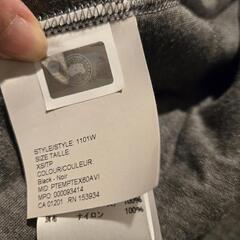 STYLE/STYLE: 1101W
SIZE TAILLE:
XS/TP
COLOUR/COULEUR:
Black - Noir
MID: PTEMPTEX60AVI
MPO: 000093414
CA 01201 RN 153934
100%
ナイロン 100%